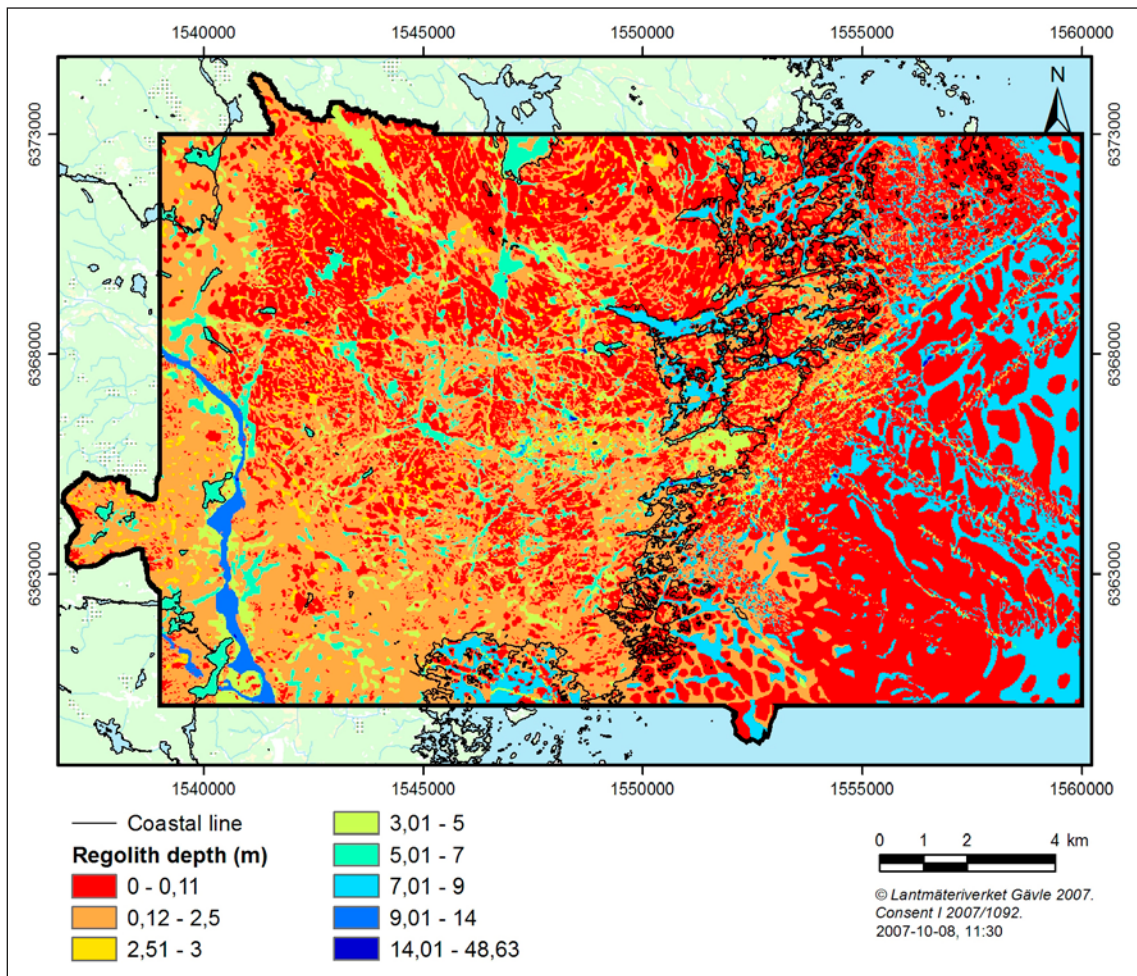 1540000 1545000 1550000 1555000 1560000
N
6373000 6373000
6368000 6368000
6363000 6363000
1540000 1545000 1550000 1555000 1560000
Coastal line
Regolith depth (m)
0 - 0,11
0,12 - 2,5
2,51 - 3
3,01 - 5
5,01 - 7
7,01 - 9
9,01 - 14
14,01 - 48,63
0 1 2 4 km
© Lantmäteriverket Gävle 2007.
Consent I 2007/1092.
2007-10-08, 11:30